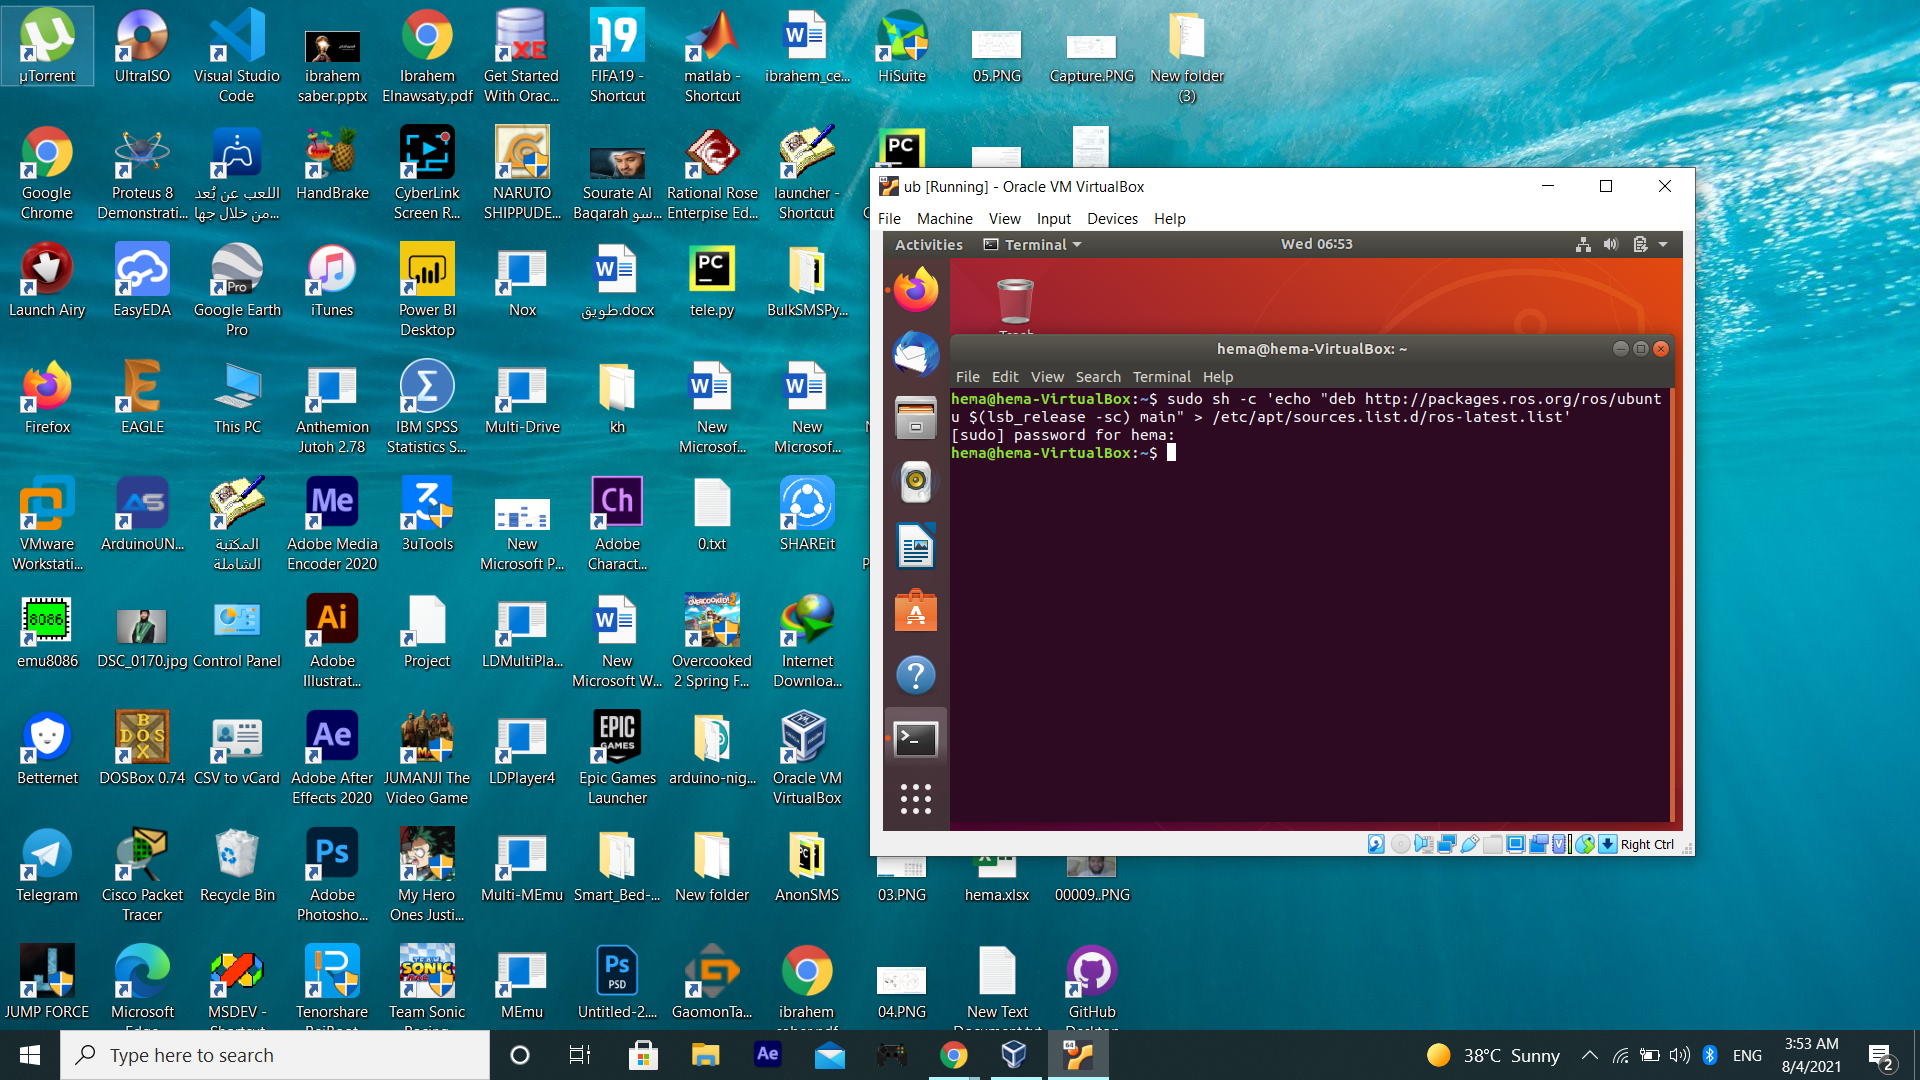 µTorrent
UltraISO
Visual Studio
Code
ibrahem
saber.pptx
Ibrahem
Elnawsaty.pdf
Get Started
With Orac...
FIFA19 -
Shortcut
matlab -
Shortcut
ibrahem_ce...
HiSuite
05.PNG
Capture.PNG
New folder
(3)
Google
Chrome
Proteus 8
Demonstrati...
اللعب عن بُعد
من خلال جها...
HandBrake
CyberLink
Screen R...
NARUTO
SHIPPUDE...
Sourate Al
Baqarah سو...
Rational Rose
Enterpise Ed...
launcher -
Shortcut
Launch Airy
EasyEDA
Google Earth
Pro
iTunes
Power BI
Desktop
Nox
طويق.docx
tele.py
BulkSMSPy...
Firefox
EAGLE
This PC
Anthemion
Jutoh 2.78
IBM SPSS
Statistics S...
Multi-Drive
kh
New
Microsof...
New
Microsof...
VMware
Workstati...
ArduinoUN...
المكتبة
الشاملة
Adobe Media
Encoder 2020
3uTools
New
Microsoft P...
Adobe
Charact...
0.txt
SHAREit
emu8086
DSC_0170.jpg
Control Panel
Adobe
Illustrat...
Project
LDMultiPla...
New
Microsoft W...
Overcooked
2 Spring F...
Internet
Downloa...
Betternet
DOSBox 0.74
CSV to vCard
Adobe After
Effects 2020
JUMANJI The
Video Game
LDPlayer4
Epic Games
Launcher
arduino-nig...
Oracle VM
VirtualBox
Telegram
Cisco Packet
Tracer
Recycle Bin
Adobe
Photosho...
My Hero
Ones Justi...
Multi-MEmu
Smart_Bed-...
New folder
AnonSMS
03.PNG
hema.xlsx
00009..PNG
JUMP FORCE
Microsoft
Edge
MSDEV -
Shortcut
Tenorshare
ReiBoot
Team Sonic
Racing
MEmu
Untitled-2....
GaomonTa...
ibrahem
saber.pdf
04.PNG
New Text
Document.txt
GitHub
Desktop
ub [Running] - Oracle VM VirtualBox
File Machine View Input Devices Help
Activities Terminal Wed 06:53
Trash
hema@hema-VirtualBox: ~
File Edit View Search Terminal Help
hema@hema-VirtualBox:~$ sudo sh -c 'echo "deb http://packages.ros.org/ros/ubunt
u $(lsb_release -sc) main" > /etc/apt/sources.list.d/ros-latest.list'
[sudo] password for hema:
hema@hema-VirtualBox:~$
Right Ctrl
Type here to search
38°C Sunny
ENG
3:53 AM
8/4/2021
2